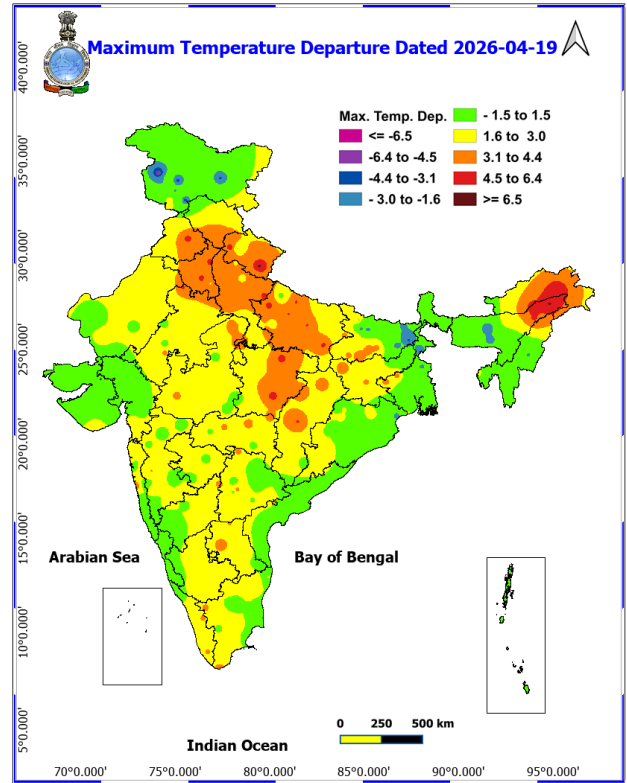 Maximum Temperature Departure Dated 2026-04-19
Max. Temp. Dep.
<= -6.5
-6.4 to -4.5
-4.4 to -3.1
- 3.0 to -1.6
- 1.5 to 1.5
1.6 to 3.0
3.1 to 4.4
4.5 to 6.4
>= 6.5
40°0.000'
35°0.000'
30°0.000'
25°0.000'
20°0.000'
15°0.000'
10°0.000'
5°0.000'
Arabian Sea
Bay of Bengal
Indian Ocean
0 250 500 km
70°0.000' 75°0.000' 80°0.000' 85°0.000' 90°0.000' 95°0.000'